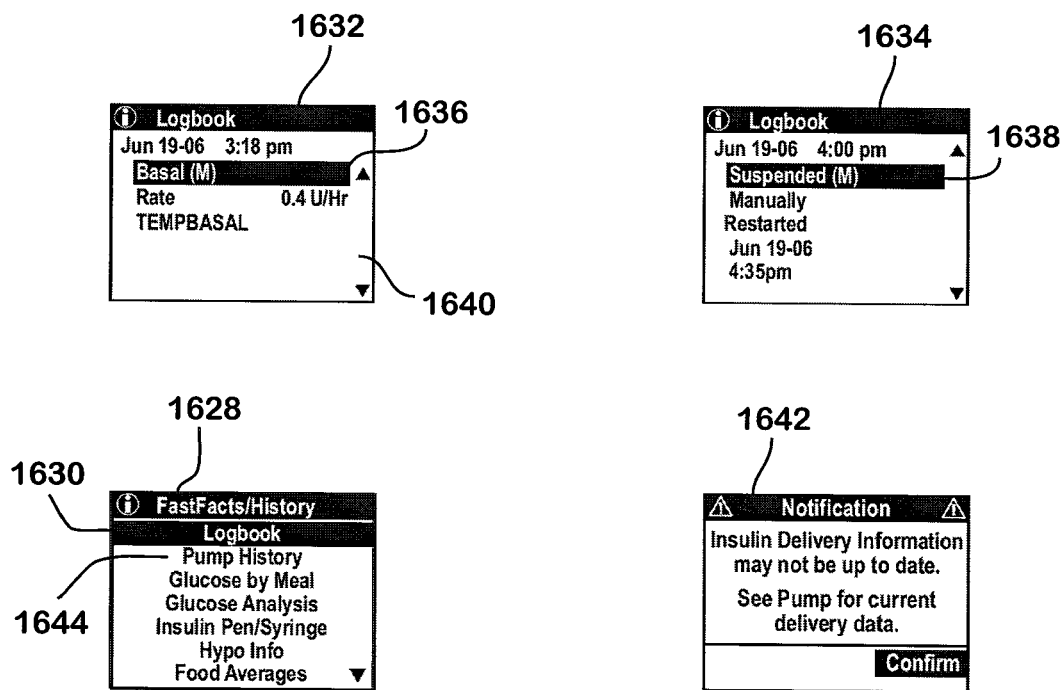 1632
1634
Logbook
1636
Jun 19-06 3:18 pm
Basal (M)
Rate 0.4 U/Hr
TEMPBASAL
1640
Logbook
1638
Jun 19-06 4:00 pm
Suspended (M)
Manually
Restarted
Jun 19-06
4:35pm
1628
1630
FastFacts/History
Logbook
Pump History
Glucose by Meal
Glucose Analysis
1644
Insulin Pen/Syringe
Hypo Info
Food Averages
1642
Notification
Insulin Delivery Information
may not be up to date.
See Pump for current
delivery data.
Confirm